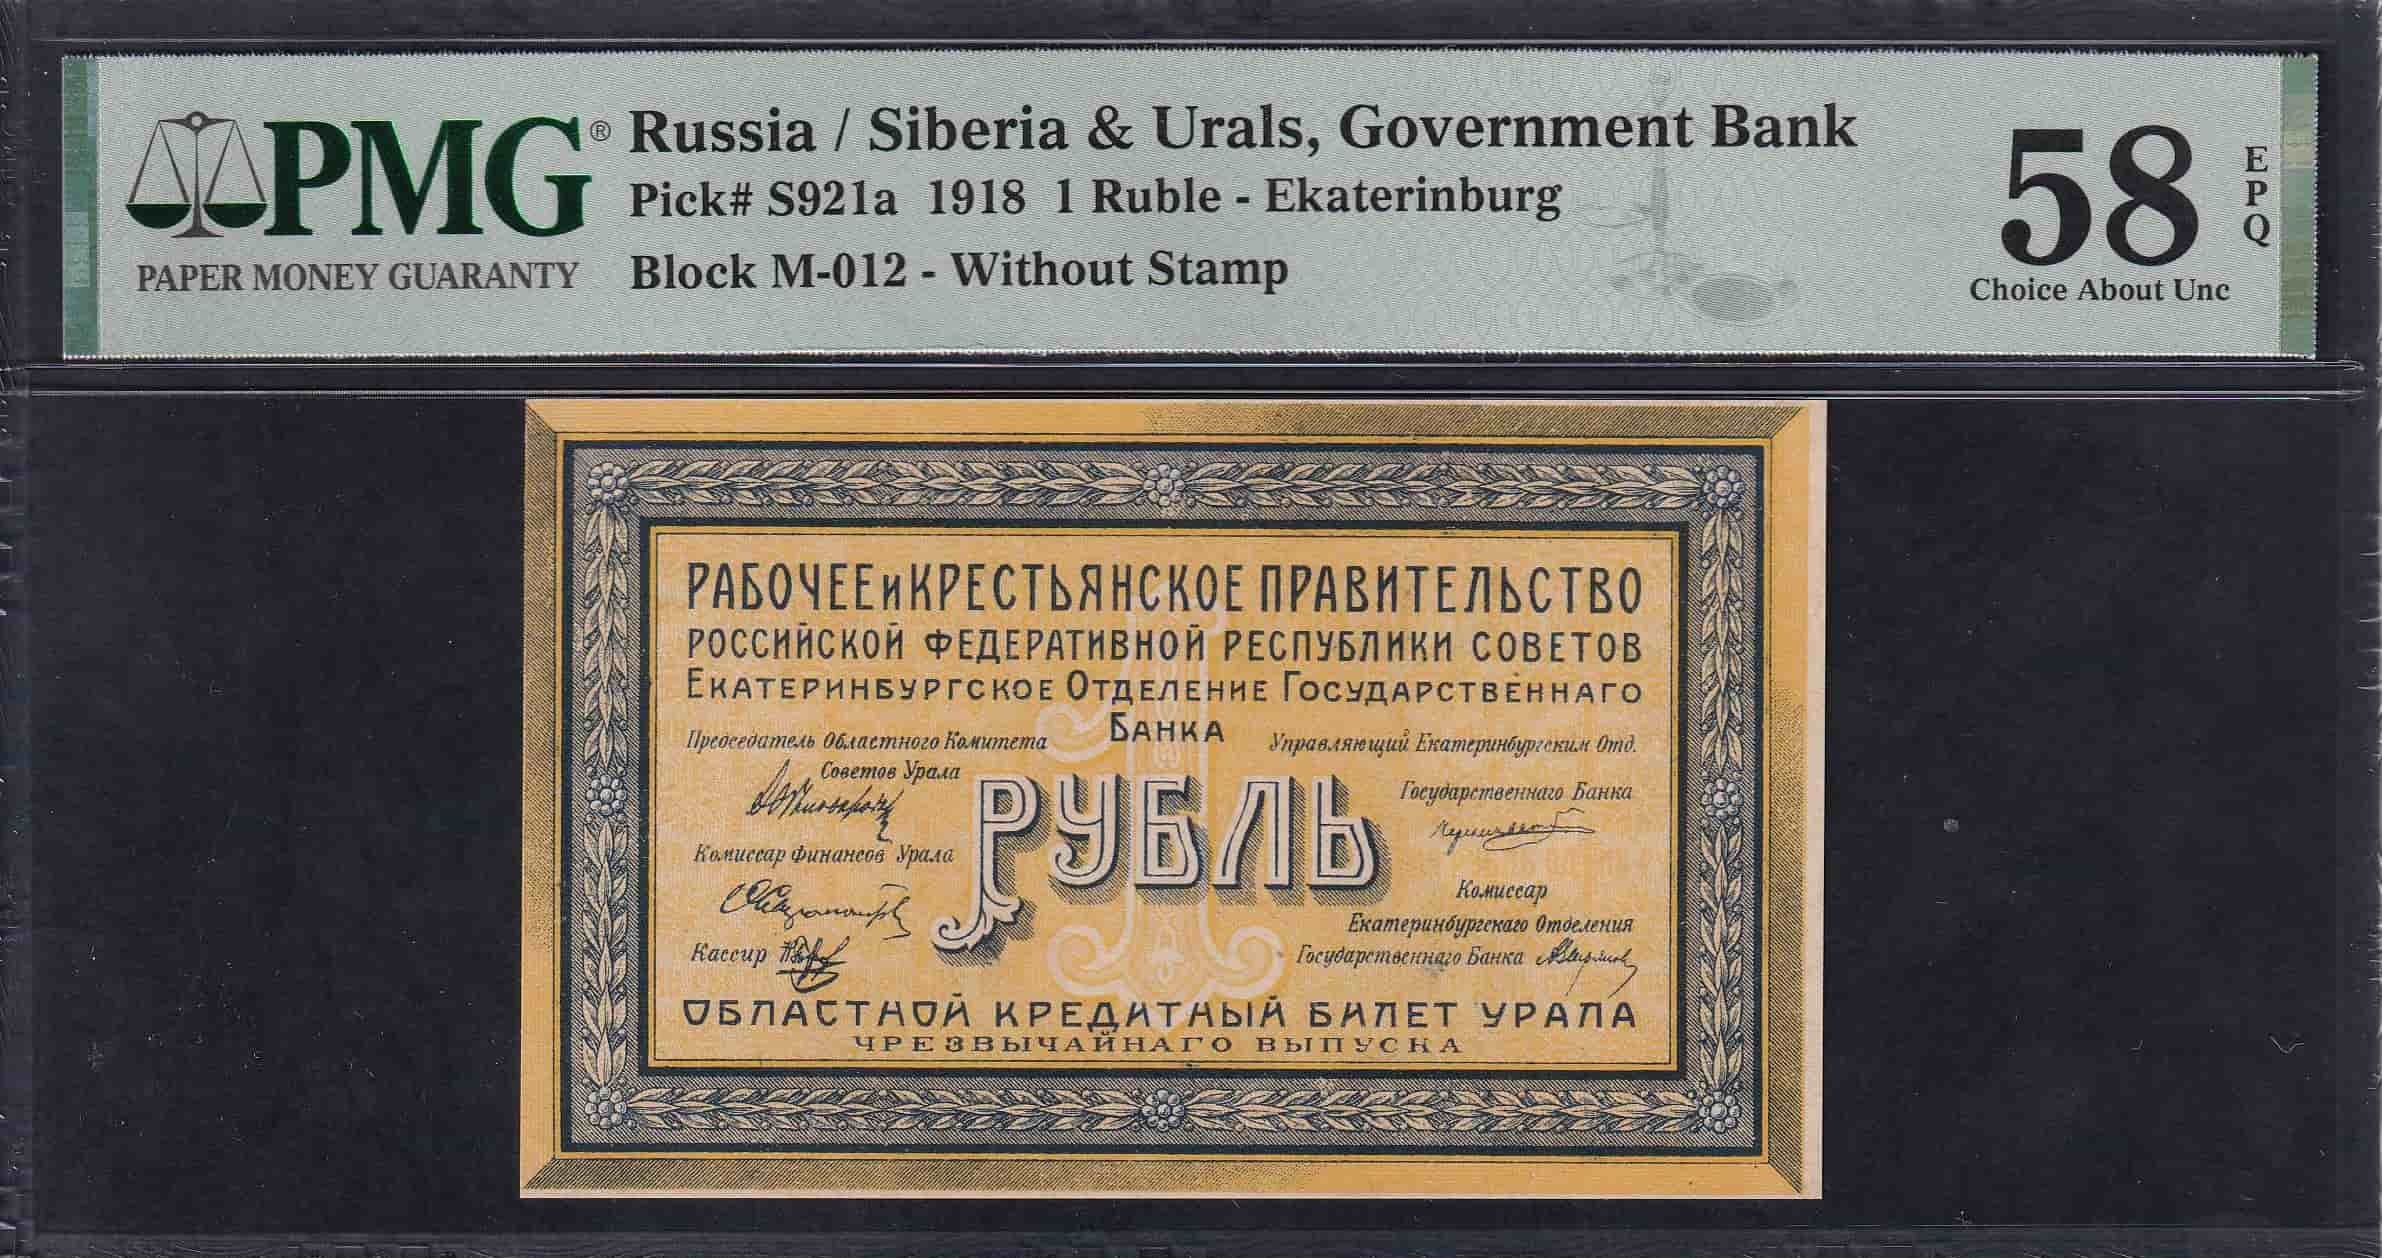 PMG®
PAPER MONEY GUARANTY
Russia / Siberia & Urals, Government Bank
Pick# S921a 1918 1 Ruble - Ekaterinburg
Block M-012 - Without Stamp
58
EPQ
Choice About Unc
РАБОЧЕЕ и КРЕСТЬЯНСКОЕ ПРАВИТЕЛЬСТВО
РОССИЙСКОЙ ФЕДЕРАТИВНОЙ РЕСПУБЛИКИ СОВЕТОВ
ЕКАТЕРИНБУРГСКОЕ ОТДЕЛЕНИЕ ГОСУДАРСТВЕННАГО
БАНКА
Председатель Областного Комитета
Советов Урала
Управляющий Екатеринбургским Отд.
Государственнаго Банка
РУБЛЬ
Комиссар Финансов Урала
Комиссар
Екатеринбургскаго Отделения
Государственнаго Банка
Кассир
ОБЛАСТНОЙ КРЕДИТНЫЙ БИЛЕТ УРАЛА
ЧРЕЗВЫЧАЙНАГО ВЫПУСКА